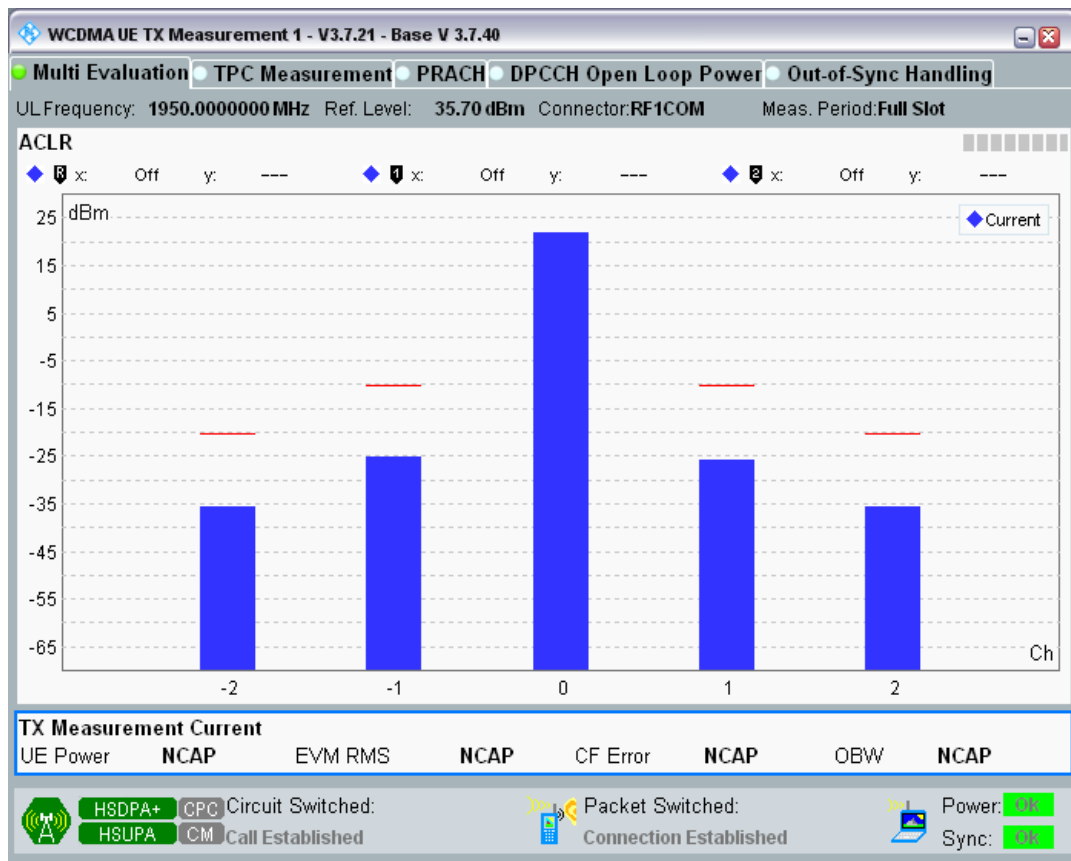 WCDMA UE TX Measurement 1 - V3.7.21 - Base V 3.7.40
Multi Evaluation TPC Measurement PRACH DPCCH Open Loop Power Out-of-Sync Handling
UL Frequency: 1950.0000000 MHz Ref. Level: 35.70 dBm Connector:RF1COM Meas. Period:Full Slot
ACLR
R x: Off y: --- 1 x: Off y: --- 2 x: Off y: ---
dBm
Current
25
15
5
-5
-15
-25
-35
-45
-55
-65
Ch
-2 -1 0 1 2
TX Measurement Current
UE Power NCAP EVM RMS NCAP CF Error NCAP OBW NCAP
HSDPA+ CPC Circuit Switched: Packet Switched: Power: OK
HSUPA CM Call Established Connection Established Sync: OK